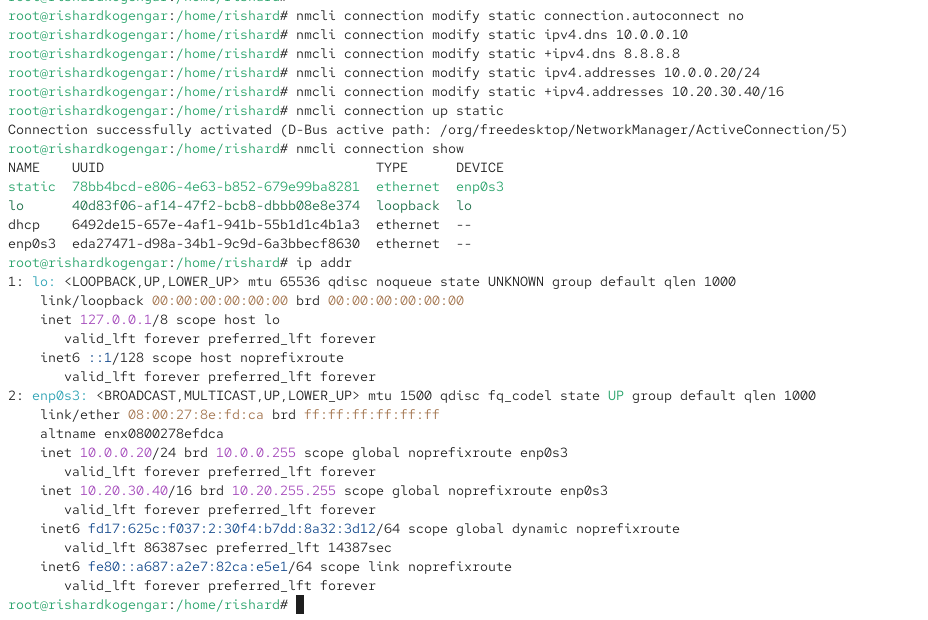 root@rishardkogengar:/home/rishard# nmcli connection modify static connection.autoconnect no
root@rishardkogengar:/home/rishard# nmcli connection modify static ipv4.dns 10.0.0.10
root@rishardkogengar:/home/rishard# nmcli connection modify static +ipv4.dns 8.8.8.8
root@rishardkogengar:/home/rishard# nmcli connection modify static ipv4.addresses 10.0.0.20/24
root@rishardkogengar:/home/rishard# nmcli connection modify static +ipv4.addresses 10.20.30.40/16
root@rishardkogengar:/home/rishard# nmcli connection up static
Connection successfully activated (D-Bus active path: /org/freedesktop/NetworkManager/ActiveConnection/5)
root@rishardkogengar:/home/rishard# nmcli connection show
NAME    UUID                                  TYPE      DEVICE
static  78bb4bcd-e806-4e63-b852-679e99ba8281  ethernet  enp0s3
lo      40d83f06-af14-47f2-bcb8-dbbb08e8e374  loopback  lo
dhcp    6492de15-657e-4af1-941b-55b1d1c4b1a3  ethernet  --
enp0s3  eda27471-d98a-34b1-9c9d-6a3bbecf8630  ethernet  --
root@rishardkogengar:/home/rishard# ip addr
1: lo: <LOOPBACK,UP,LOWER_UP> mtu 65536 qdisc noqueue state UNKNOWN group default qlen 1000
    link/loopback 00:00:00:00:00:00 brd 00:00:00:00:00:00
    inet 127.0.0.1/8 scope host lo
       valid_lft forever preferred_lft forever
    inet6 ::1/128 scope host noprefixroute
       valid_lft forever preferred_lft forever
2: enp0s3: <BROADCAST,MULTICAST,UP,LOWER_UP> mtu 1500 qdisc fq_codel state UP group default qlen 1000
    link/ether 08:00:27:8e:fd:ca brd ff:ff:ff:ff:ff:ff
    altname enx0800278efdca
    inet 10.0.0.20/24 brd 10.0.0.255 scope global noprefixroute enp0s3
       valid_lft forever preferred_lft forever
    inet 10.20.30.40/16 brd 10.20.255.255 scope global noprefixroute enp0s3
       valid_lft forever preferred_lft forever
    inet6 fd17:625c:f037:2:30f4:b7dd:8a32:3d12/64 scope global dynamic noprefixroute
       valid_lft 86387sec preferred_lft 14387sec
    inet6 fe80::a687:a2e7:82ca:e5e1/64 scope link noprefixroute
       valid_lft forever preferred_lft forever
root@rishardkogengar:/home/rishard#